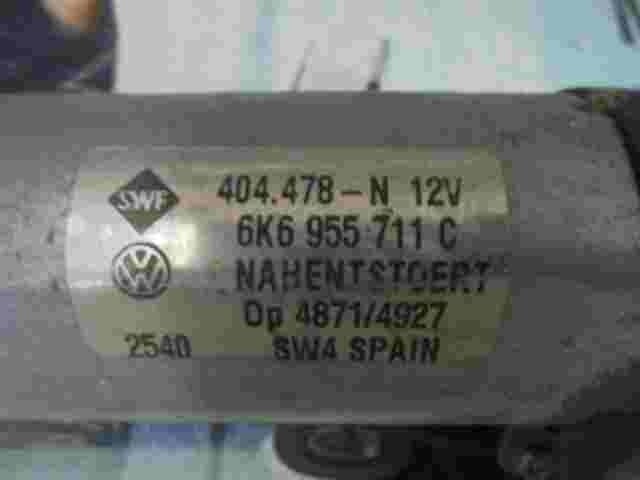 SWF 404.478-N 12V
6K6 955 711 C
NAHENTSTOERT
Op 4871/4927
2540 SW4 SPAIN